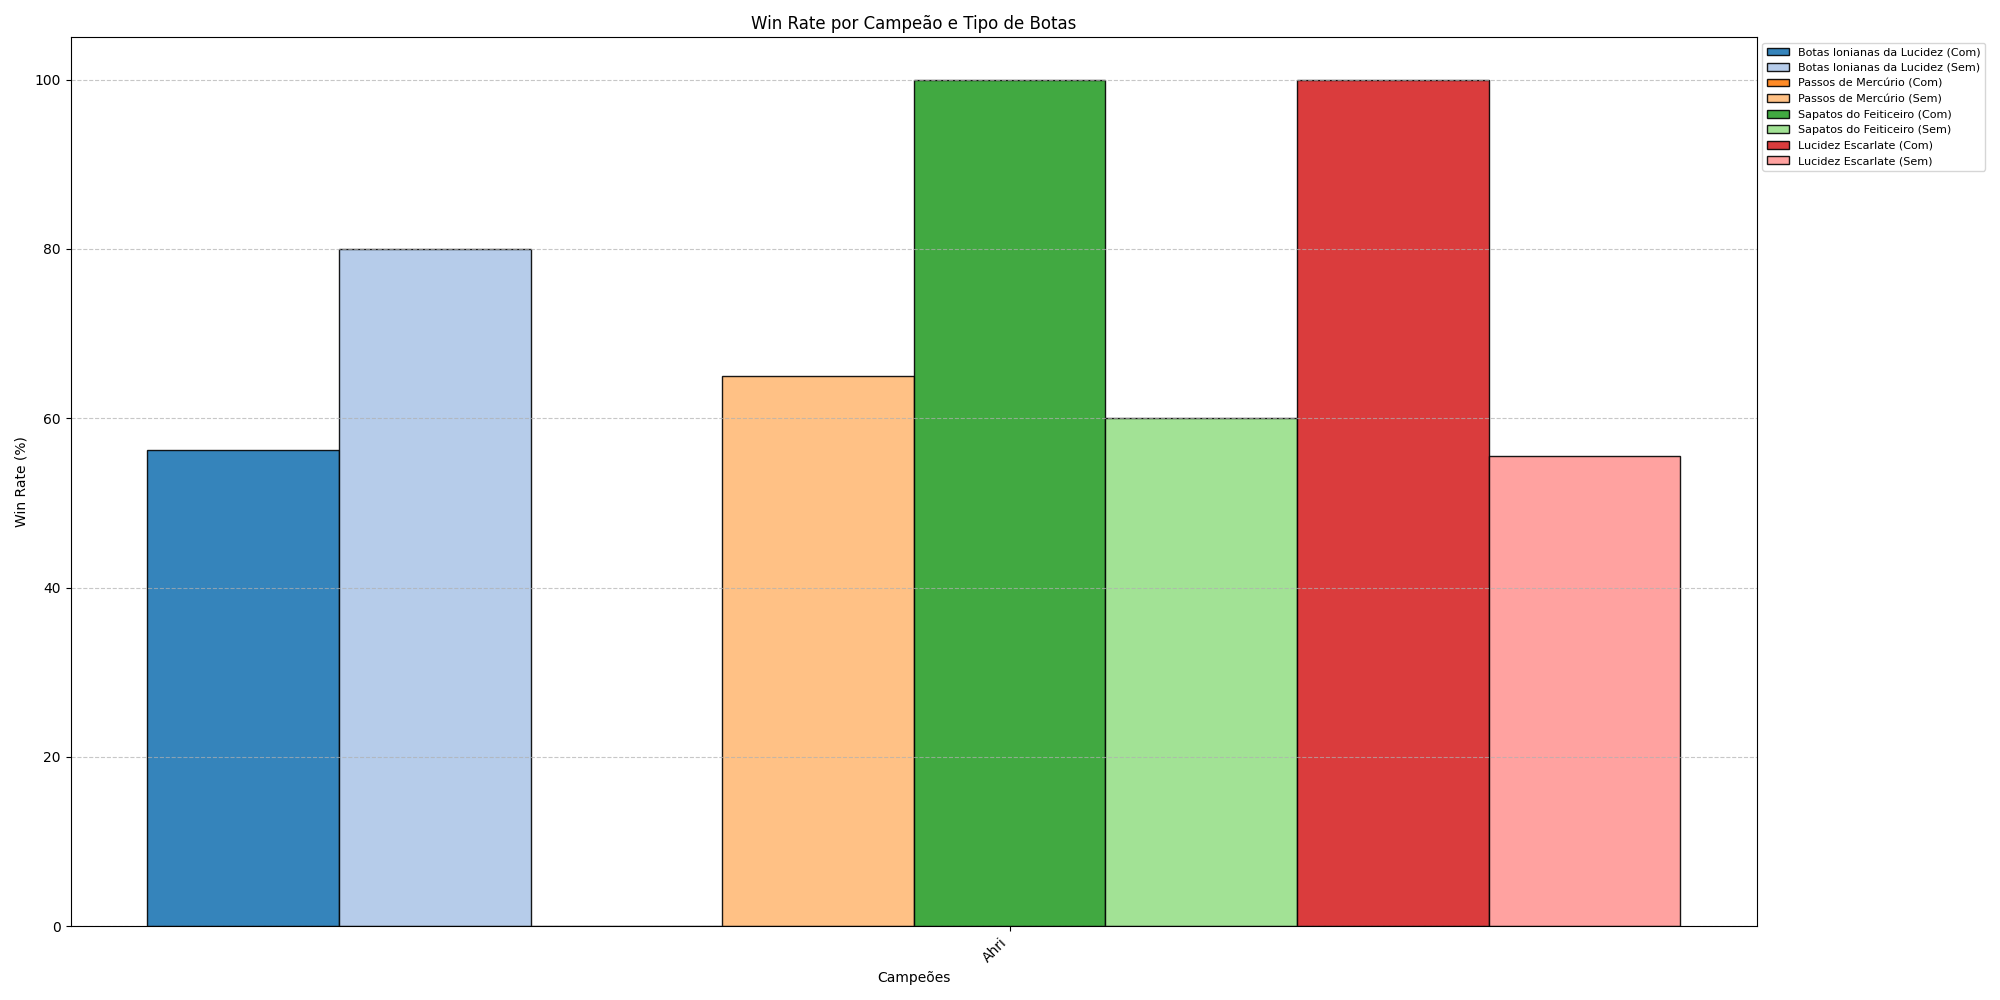 Win Rate por Campeão e Tipo de Botas
Botas Ionianas da Lucidez (Com)
Botas Ionianas da Lucidez (Sem)
Passos de Mercúrio (Com)
Passos de Mercúrio (Sem)
Sapatos do Feiticeiro (Com)
Sapatos do Feiticeiro (Sem)
Lucidez Escarlate (Com)
Lucidez Escarlate (Sem)
Win Rate (%)
100
80
60
40
20
0
Ahri
Campeões